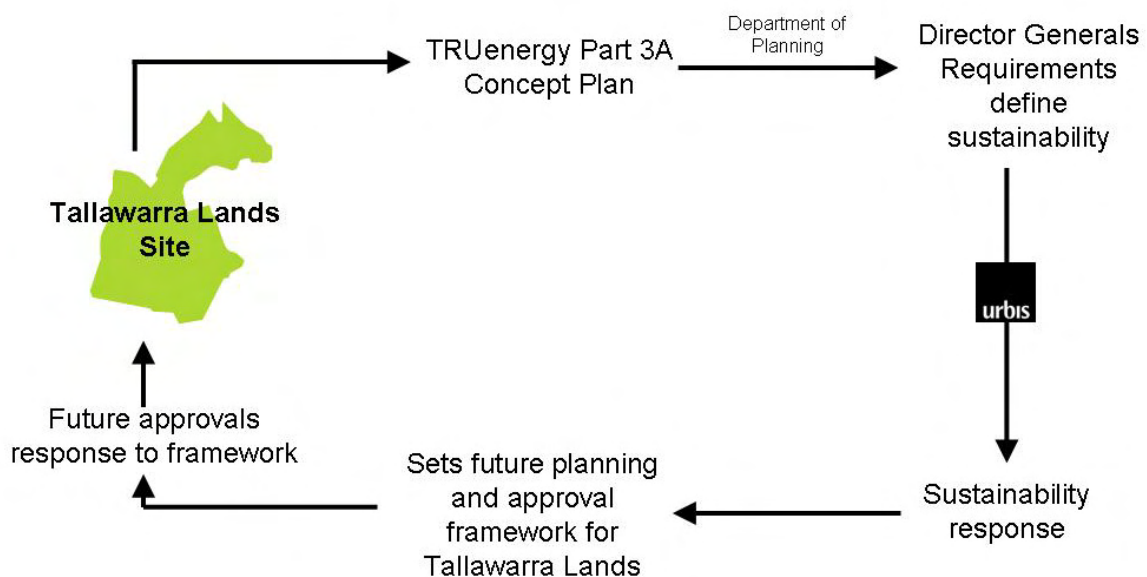 TRUenergy Part 3A
Concept Plan
Department of
Planning
Director Generals
Requirements
define
sustainability
Tallawarra Lands
Site
urbis
Future approvals
response to framework
Sets future planning
and approval
framework for
Tallawarra Lands
Sustainability
response